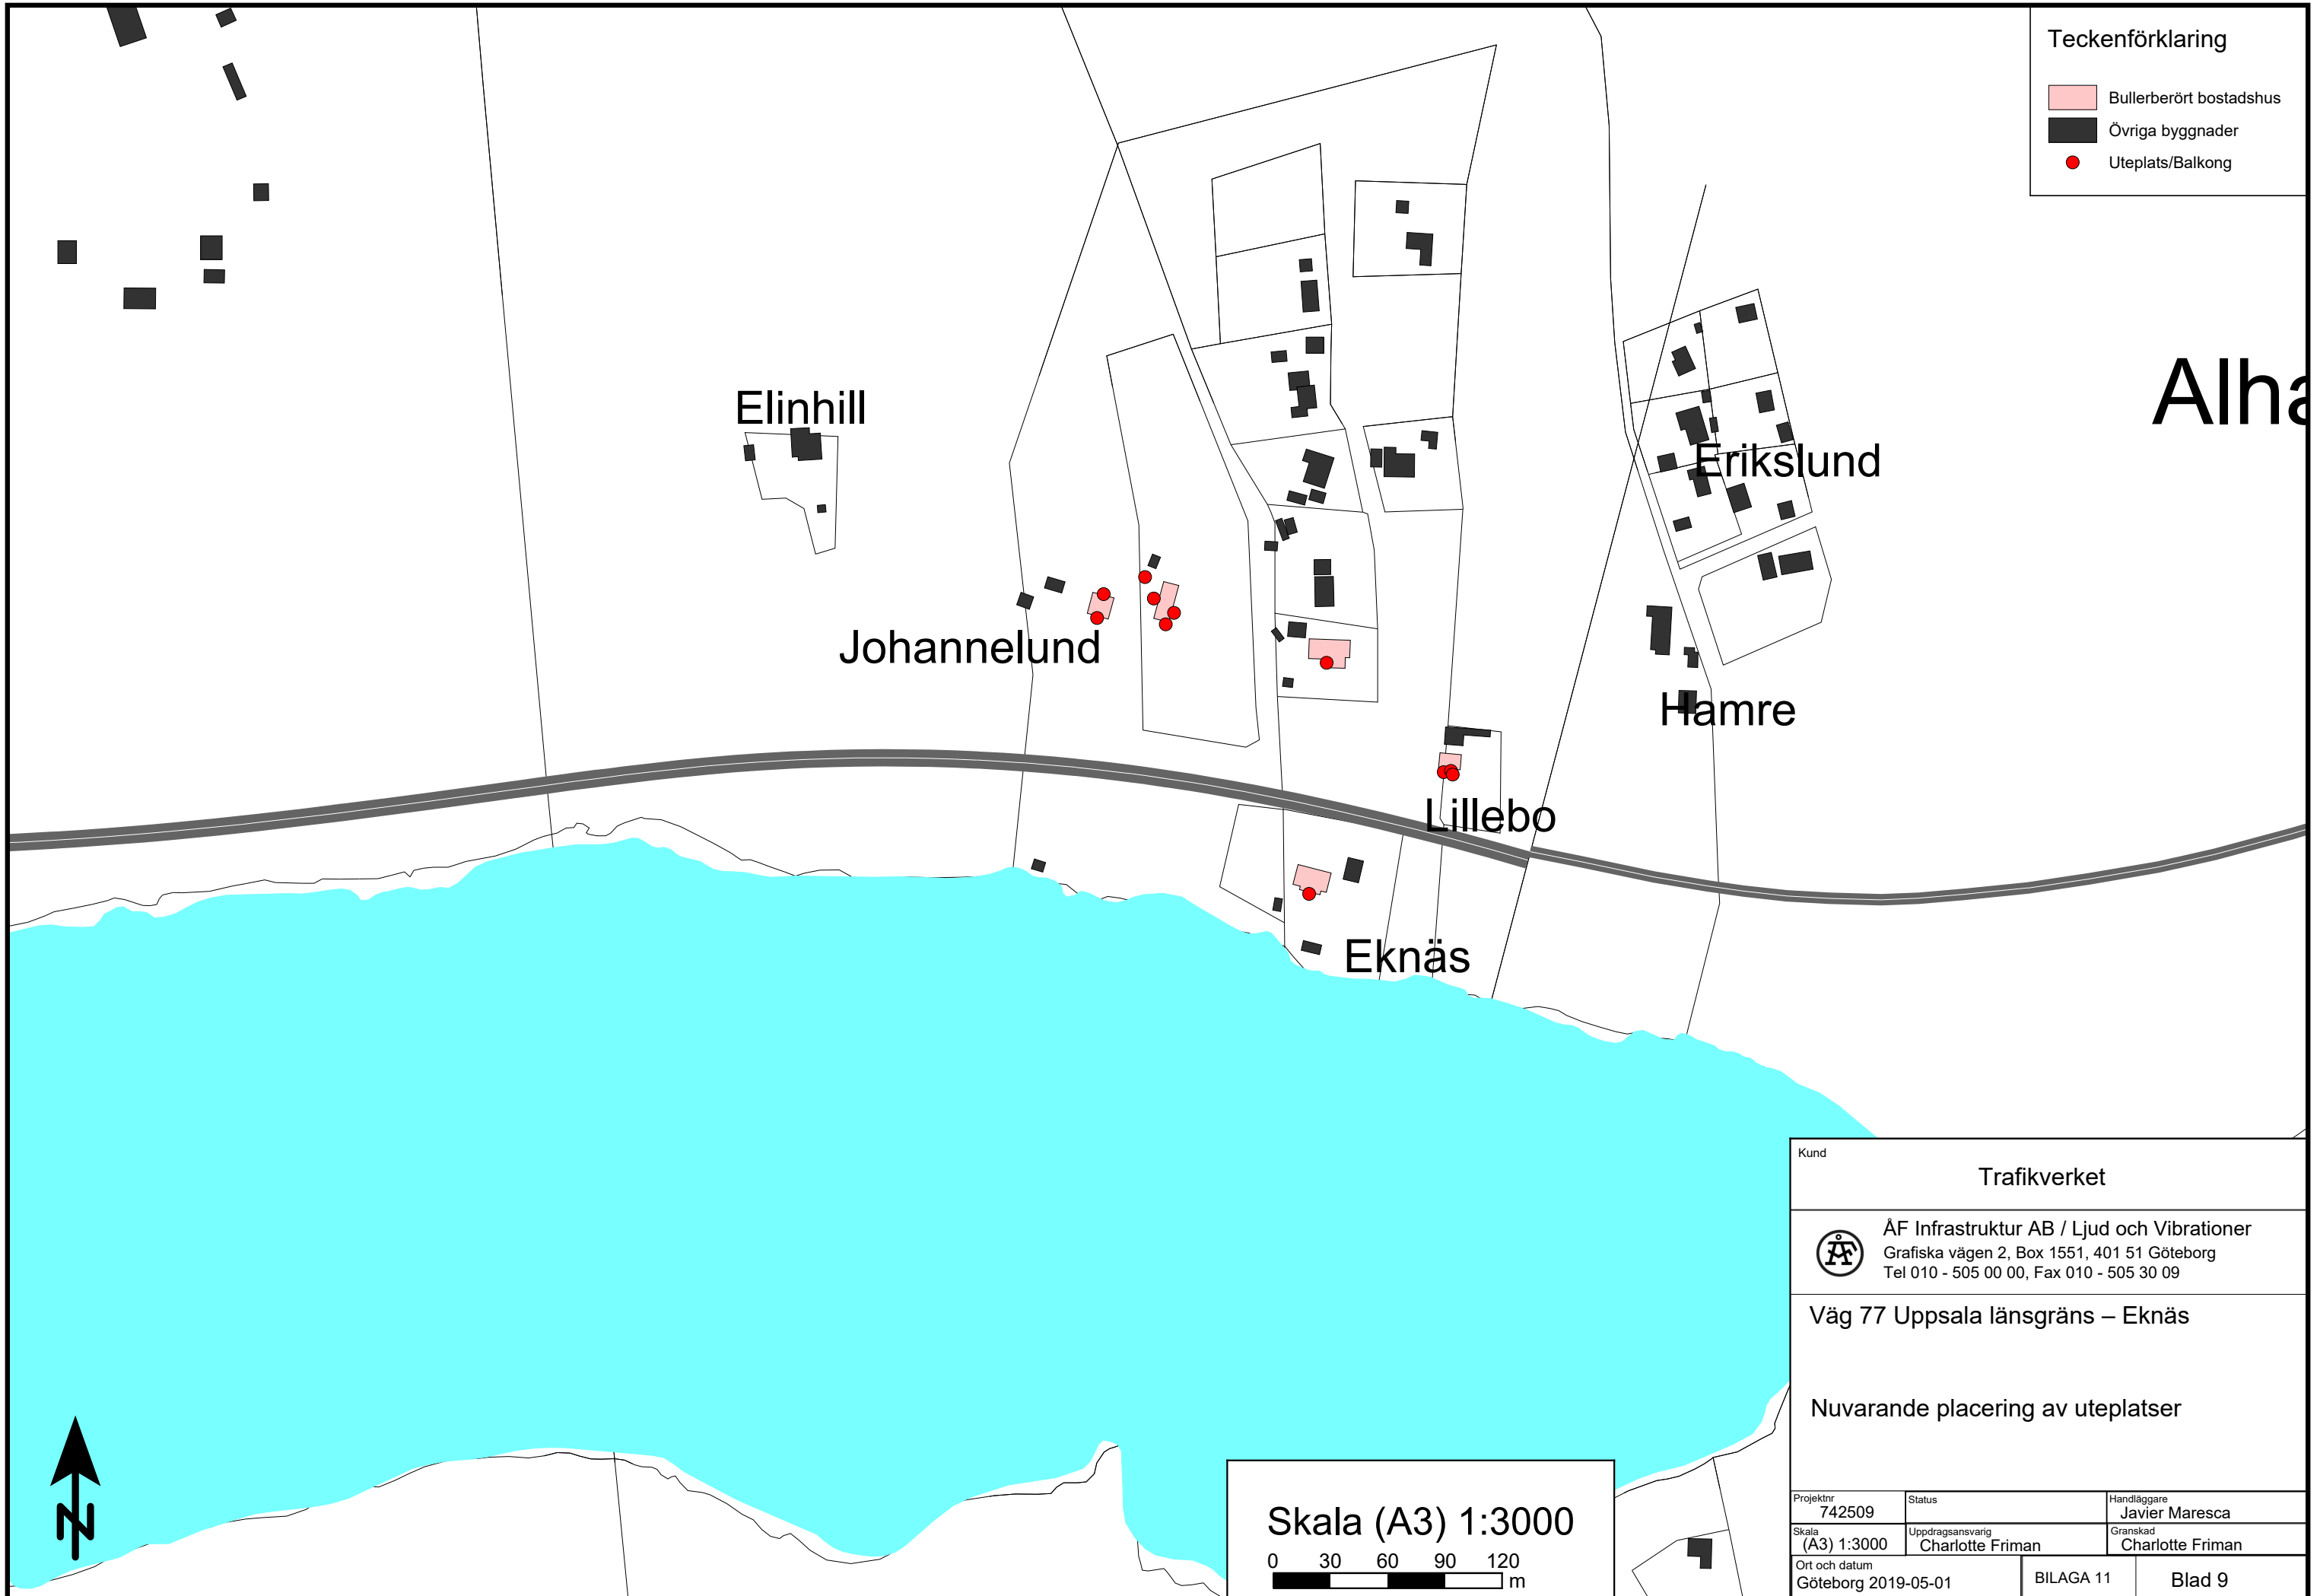 Teckenförklaring
Bullerberört bostadshus
Övriga byggnader
Uteplats/Balkong
Alha
Elinhill
Erikslund
Johannelund
Hamre
Lillebo
Eknäs
Kund
Trafikverket
ÅF
ÅF Infrastruktur AB / Ljud och Vibrationer
Grafiska vägen 2, Box 1551, 401 51 Göteborg
Tel 010 - 505 00 00, Fax 010 - 505 30 09
Väg 77 Uppsala länsgräns – Eknäs
Nuvarande placering av uteplatser
Projektnr
742509
Status
Handläggare
Javier Maresca
Skala
(A3) 1:3000
Uppdragsansvarig
Charlotte Friman
Granskad
Charlotte Friman
Ort och datum
Göteborg 2019-05-01
BILAGA 11
Blad 9
N
Skala (A3) 1:3000
0 30 60 90 120
m